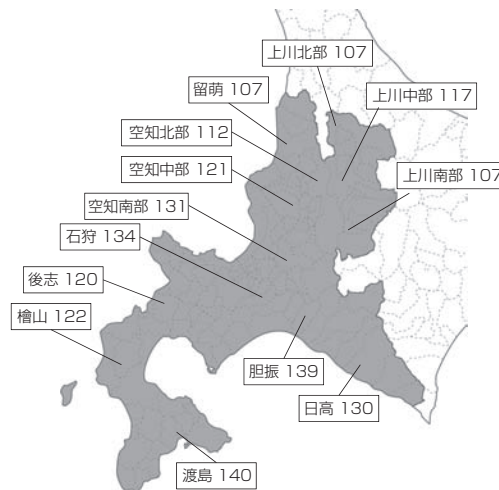 上川北部 107
留萌 107
上川中部 117
空知北部 112
空知中部 121
上川南部 107
空知南部 131
石狩 134
後志 120
檜山 122
胆振 139
日高 130
渡島 140